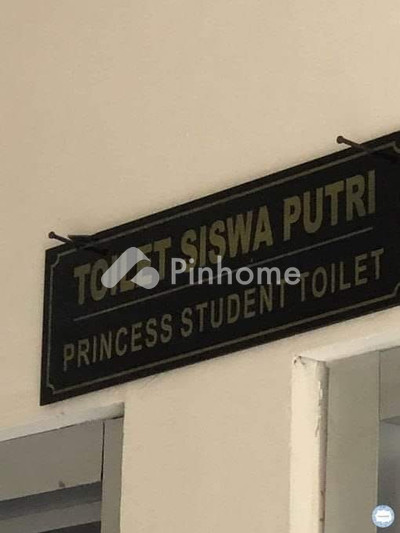 TOILET SISWA PUTRI
PRINCESS STUDENT TOILET
Pinhome